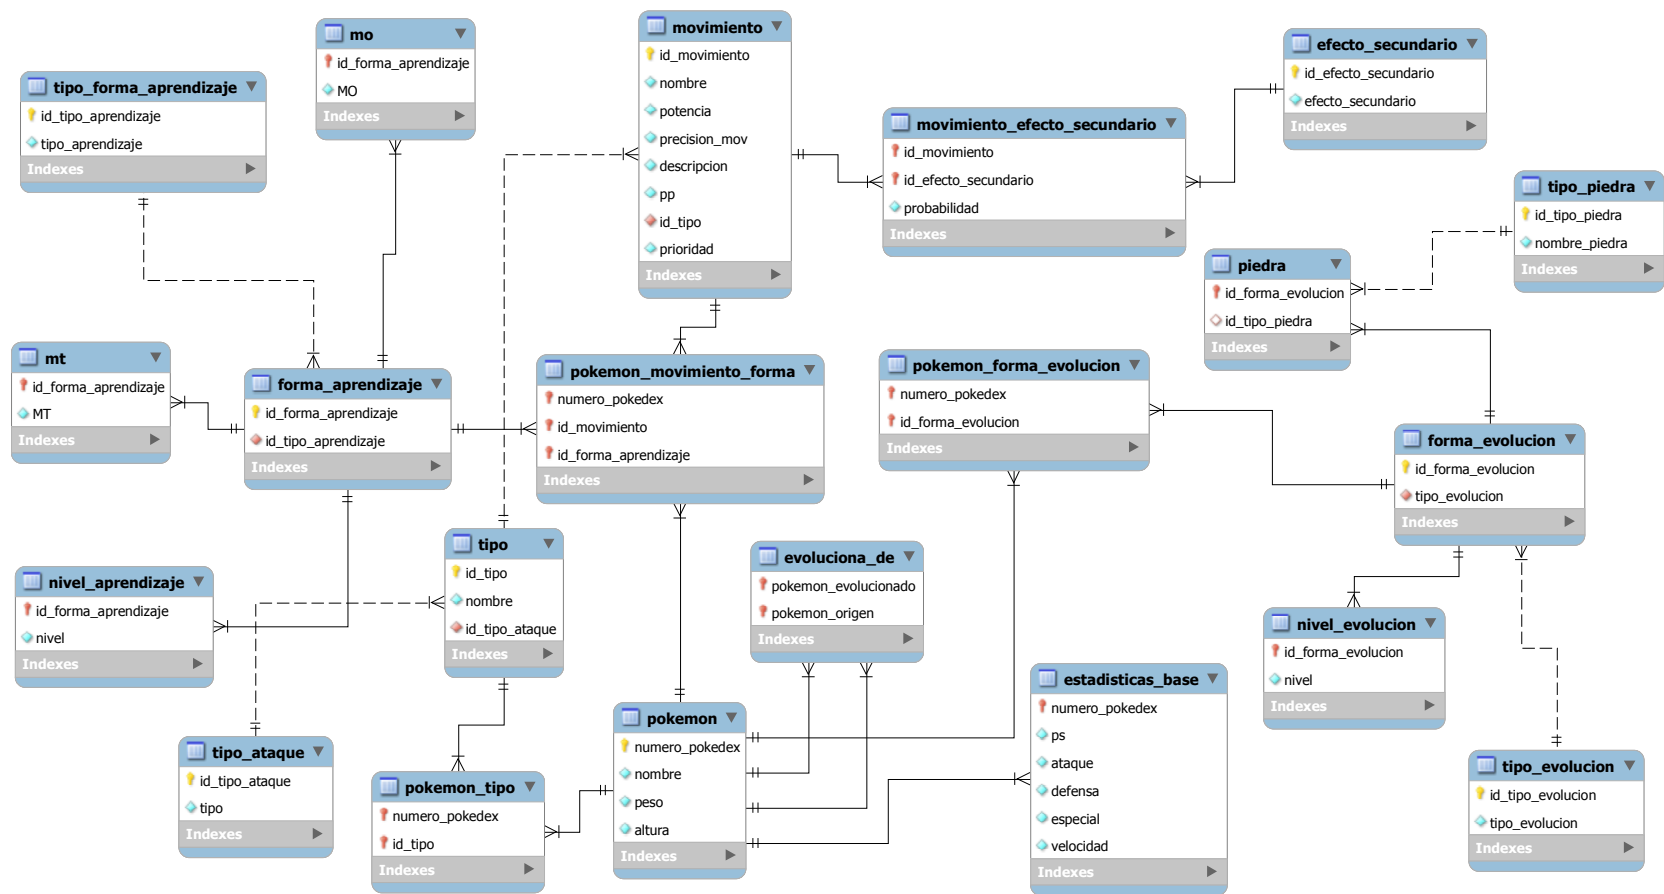 mo
id_forma_aprendizaje
MO
Indexes
tipo_forma_aprendizaje
id_tipo_aprendizaje
tipo_aprendizaje
Indexes
movimiento
id_movimiento
nombre
potencia
precision_mov
descripcion
pp
id_tipo
prioridad
Indexes
movimiento_efecto_secundario
id_movimiento
id_efecto_secundario
probabilidad
Indexes
efecto_secundario
id_efecto_secundario
efecto_secundario
Indexes
tipo_piedra
id_tipo_piedra
nombre_piedra
Indexes
piedra
id_forma_evolucion
id_tipo_piedra
Indexes
mt
id_forma_aprendizaje
MT
Indexes
forma_aprendizaje
id_forma_aprendizaje
id_tipo_aprendizaje
Indexes
pokemon_movimiento_forma
numero_pokedex
id_movimiento
id_forma_aprendizaje
Indexes
pokemon_forma_evolucion
numero_pokedex
id_forma_evolucion
Indexes
forma_evolucion
id_forma_evolucion
tipo_evolucion
Indexes
nivel_aprendizaje
id_forma_aprendizaje
nivel
Indexes
tipo
id_tipo
nombre
id_tipo_ataque
Indexes
evoluciona_de
pokemon_evolucionado
pokemon_origen
Indexes
nivel_evolucion
id_forma_evolucion
nivel
Indexes
tipo_ataque
id_tipo_ataque
tipo
Indexes
pokemon_tipo
numero_pokedex
id_tipo
Indexes
pokemon
numero_pokedex
nombre
peso
altura
Indexes
estadisticas_base
numero_pokedex
ps
ataque
defensa
especial
velocidad
Indexes
tipo_evolucion
id_tipo_evolucion
tipo_evolucion
Indexes